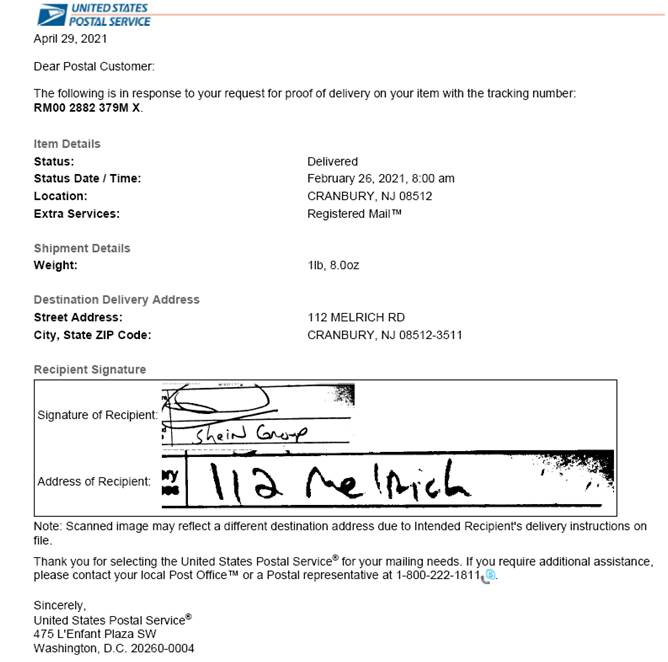 UNITED STATES
POSTAL SERVICE
April 29, 2021
Dear Postal Customer:
The following is in response to your request for proof of delivery on your item with the tracking number:
RM00 2882 379M X.
Item Details
Status: Delivered
Status Date / Time: February 26, 2021, 8:00 am
Location: CRANBURY, NJ 08512
Extra Services: Registered Mail™
Shipment Details
Weight: 1lb, 8.0oz
Destination Delivery Address
Street Address: 112 MELRICH RD
City, State ZIP Code: CRANBURY, NJ 08512-3511
Recipient Signature
Signature of Recipient:
Shein Group
Address of Recipient: 112 Melrich
Note: Scanned image may reflect a different destination address due to Intended Recipient's delivery instructions on
file.
Thank you for selecting the United States Postal Service® for your mailing needs. If you require additional assistance,
please contact your local Post Office™ or a Postal representative at 1-800-222-1811.
Sincerely,
United States Postal Service®
475 L'Enfant Plaza SW
Washington, D.C. 20260-0004